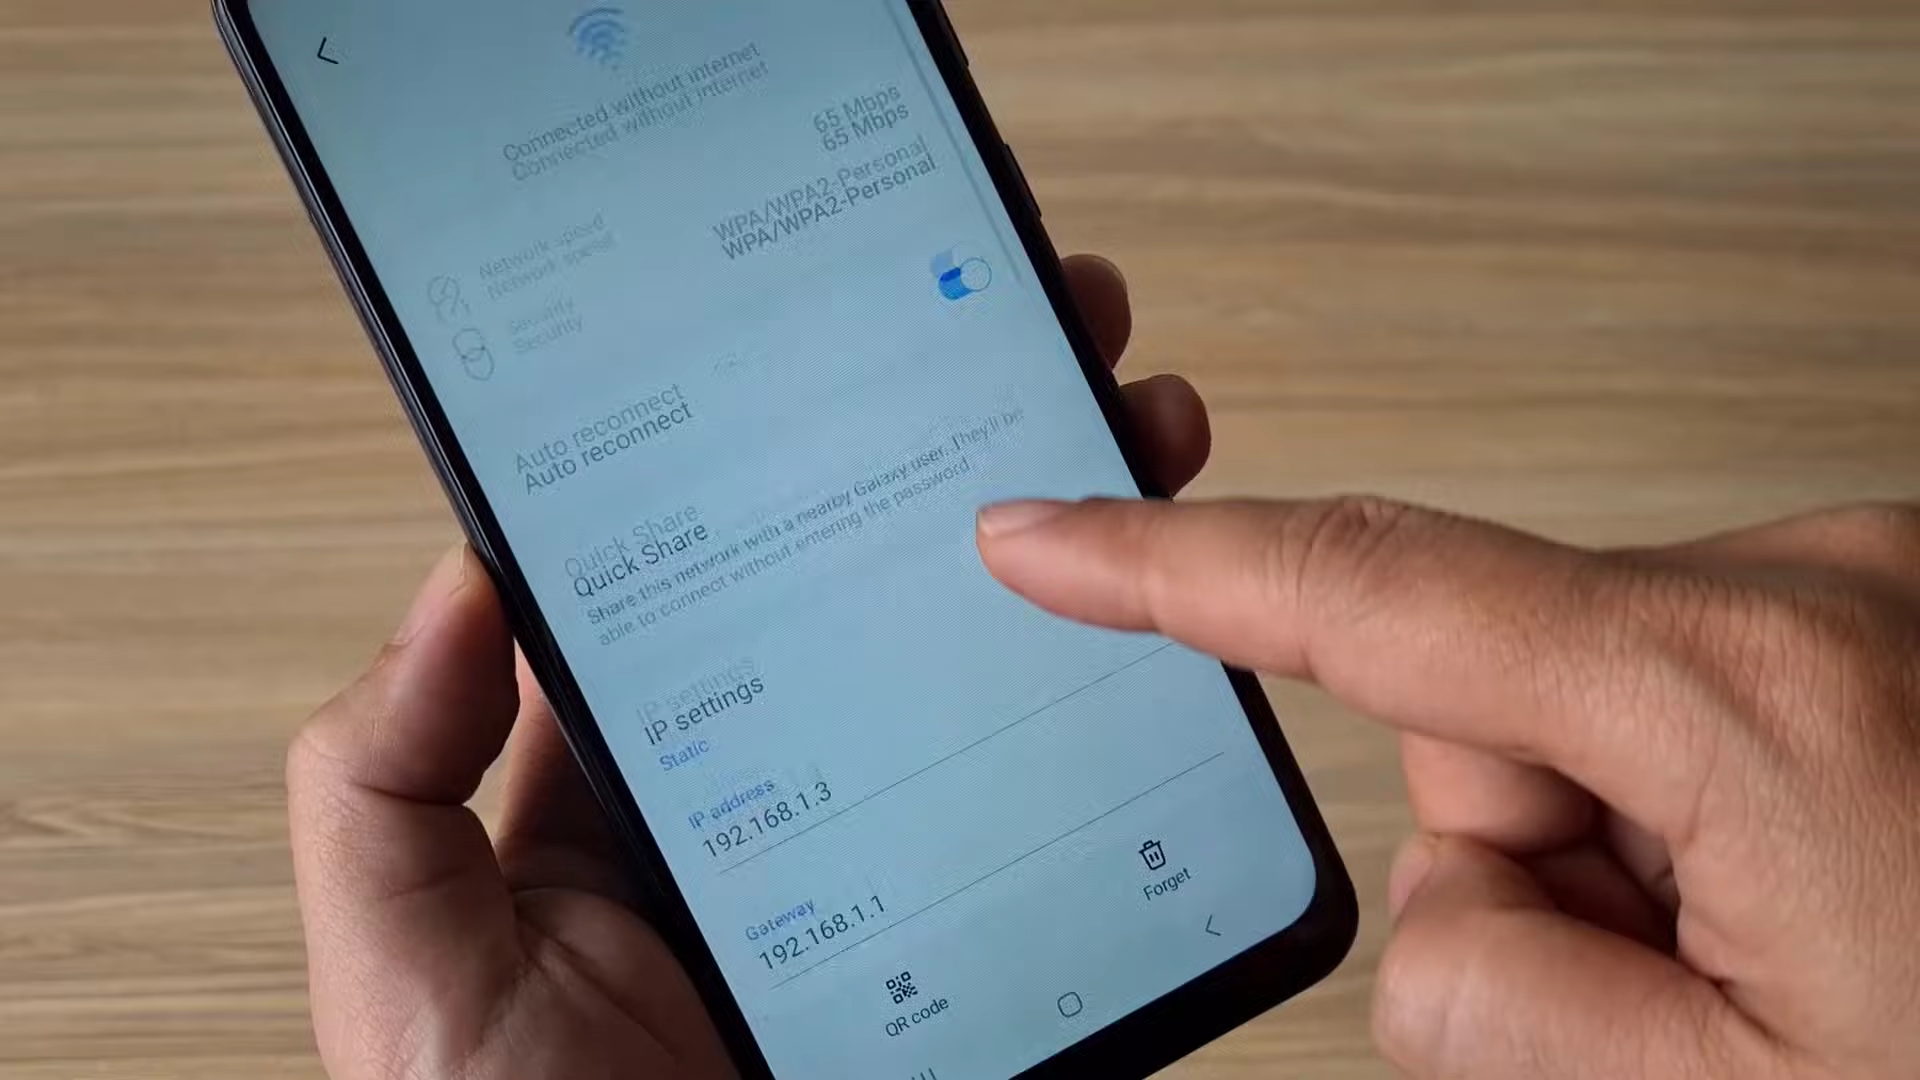 Connected without internet
Network speed
65 Mbps
Security
WPA/WPA2-Personal
Auto reconnect
Quick Share
Share this network with a nearby Galaxy user. They'll be
able to connect without entering the password.
IP settings
Static
IP address
192.168.1.3
Gateway
192.168.1.1
QR code
Forget